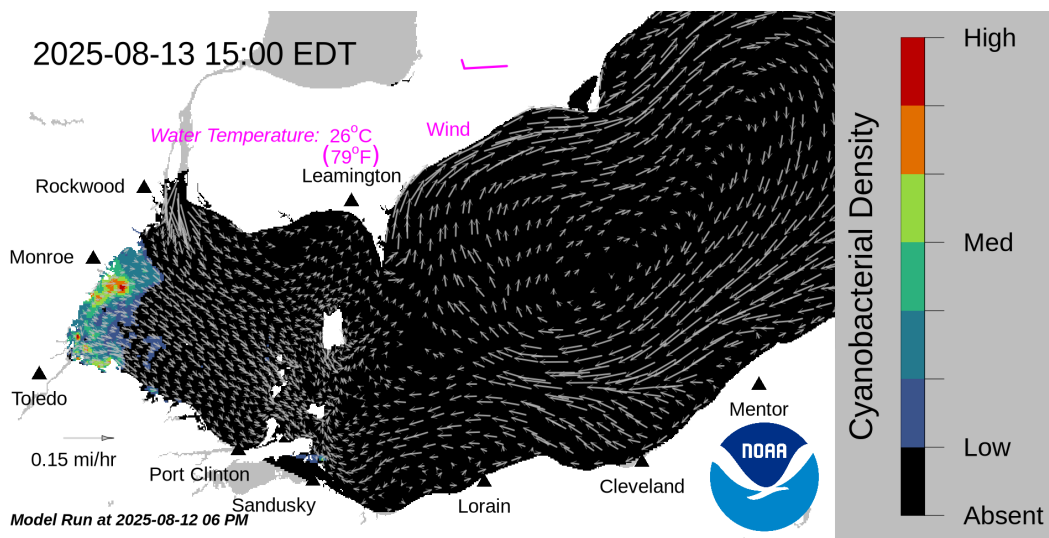 2025-08-13 15:00 EDT
Water Temperature: 26°C
(79°F)
Wind
Leamington
Rockwood
Monroe
Toledo
0.15 mi/hr
Port Clinton
Sandusky
Lorain
Cleveland
Mentor
NOAA
Model Run at 2025-08-12 06 PM
Cyanobacterial Density
High
Med
Low
Absent